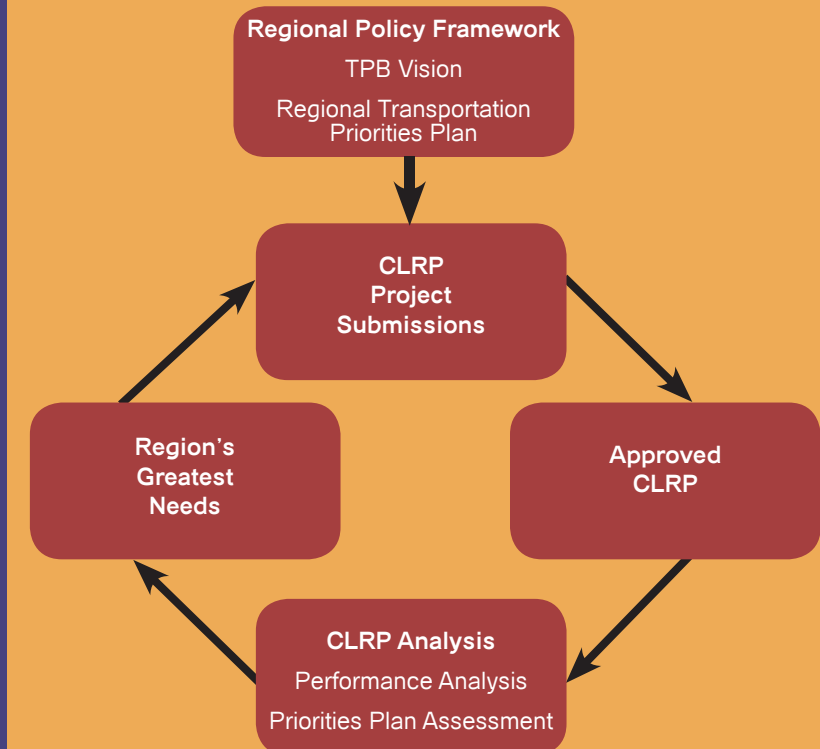 Regional Policy Framework
TPB Vision
Regional Transportation
Priorities Plan
CLRP
Project
Submissions
Region's
Greatest
Needs
Approved
CLRP
CLRP Analysis
Performance Analysis
Priorities Plan Assessment